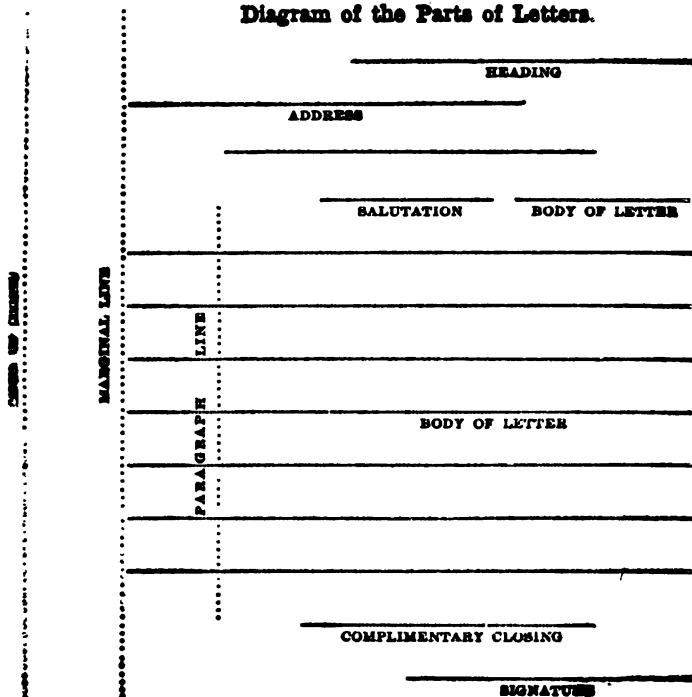 Diagram of the Parts of Letters.
HEADING
ADDRESS
SALUTATION BODY OF LETTER
MARGINAL LINE
PARAGRAPH LINE
BODY OF LETTER
COMPLIMENTARY CLOSING
SIGNATURE